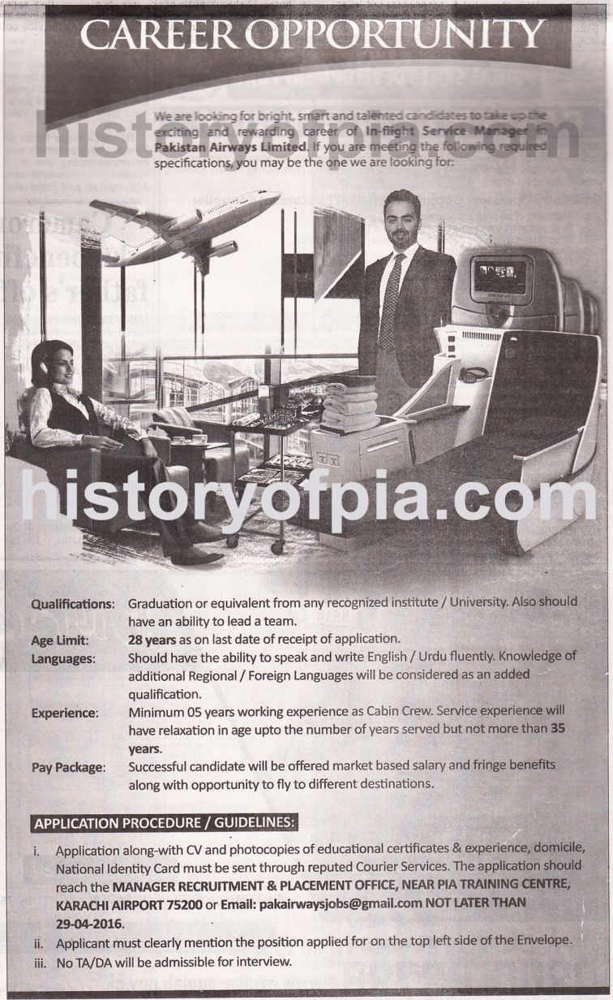 CAREER OPPORTUNITY
We are looking for bright, smart and talented candidates to take up the
exciting and rewarding career of In-flight Service Manager in
Pakistan Airways Limited. If you are meeting the following required
specifications, you may be the one we are looking for:
historyofpia.com
historyofpia.com
Qualifications: Graduation or equivalent from any recognized institute / University. Also should
have an ability to lead a team.
Age Limit: 28 years as on last date of receipt of application.
Languages: Should have the ability to speak and write English / Urdu fluently. Knowledge of
additional Regional / Foreign Languages will be considered as an added
qualification.
Experience: Minimum 05 years working experience as Cabin Crew. Service experience will
have relaxation in age upto the number of years served but not more than 35
years.
Pay Package: Successful candidate will be offered market based salary and fringe benefits
along with opportunity to fly to different destinations.
APPLICATION PROCEDURE / GUIDELINES:
i. Application along-with CV and photocopies of educational certificates & experience, domicile,
National Identity Card must be sent through reputed Courier Services. The application should
reach the MANAGER RECRUITMENT & PLACEMENT OFFICE, NEAR PIA TRAINING CENTRE,
KARACHI AIRPORT 75200 or Email: pakairwaysjobs@gmail.com NOT LATER THAN
29-04-2016.
ii. Applicant must clearly mention the position applied for on the top left side of the Envelope.
iii. No TA/DA will be admissible for interview.